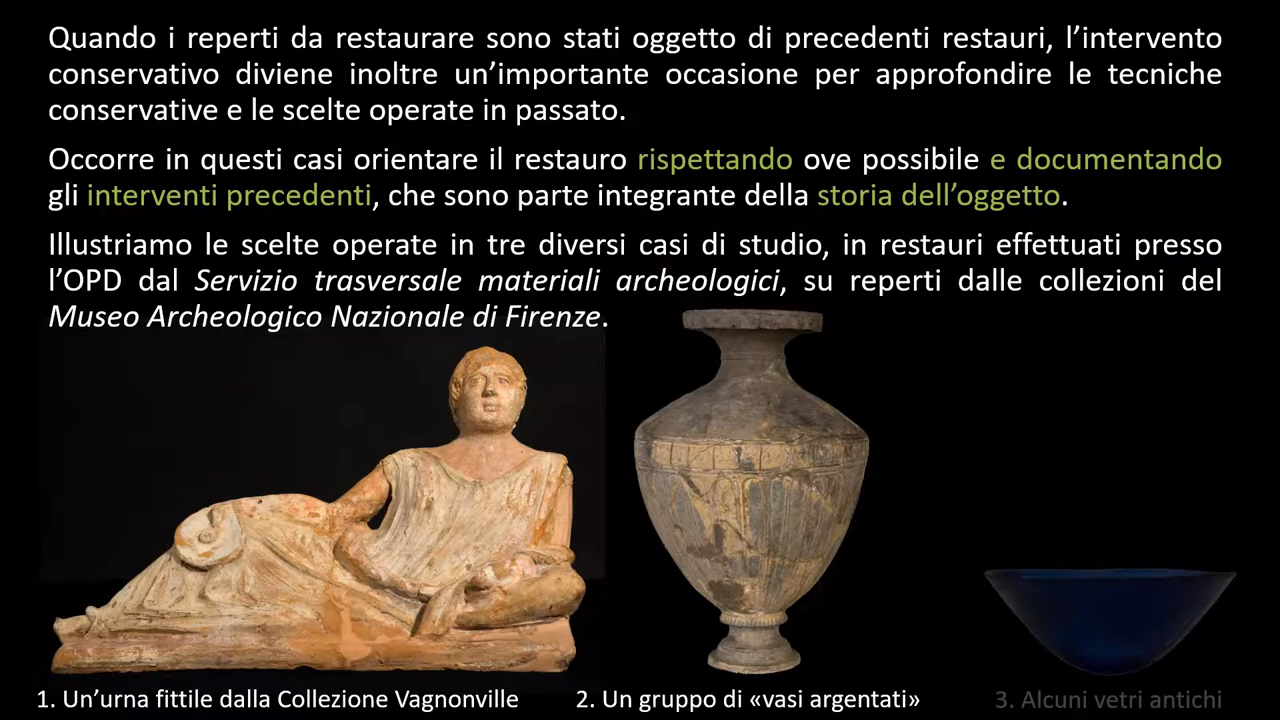 Quando i reperti da restaurare sono stati oggetto di precedenti restauri, l’intervento
conservativo diviene inoltre un’importante occasione per approfondire le tecniche
conservative e le scelte operate in passato.
Occorre in questi casi orientare il restauro rispettando ove possibile e documentando
gli interventi precedenti, che sono parte integrante della storia dell’oggetto.
Illustriamo le scelte operate in tre diversi casi di studio, in restauri effettuati presso
l’OPD dal Servizio trasversale materiali archeologici, su reperti dalle collezioni del
Museo Archeologico Nazionale di Firenze.
1. Un’urna fittile dalla Collezione Vagnonville
2. Un gruppo di «vasi argentati»
3. Alcuni vetri antichi